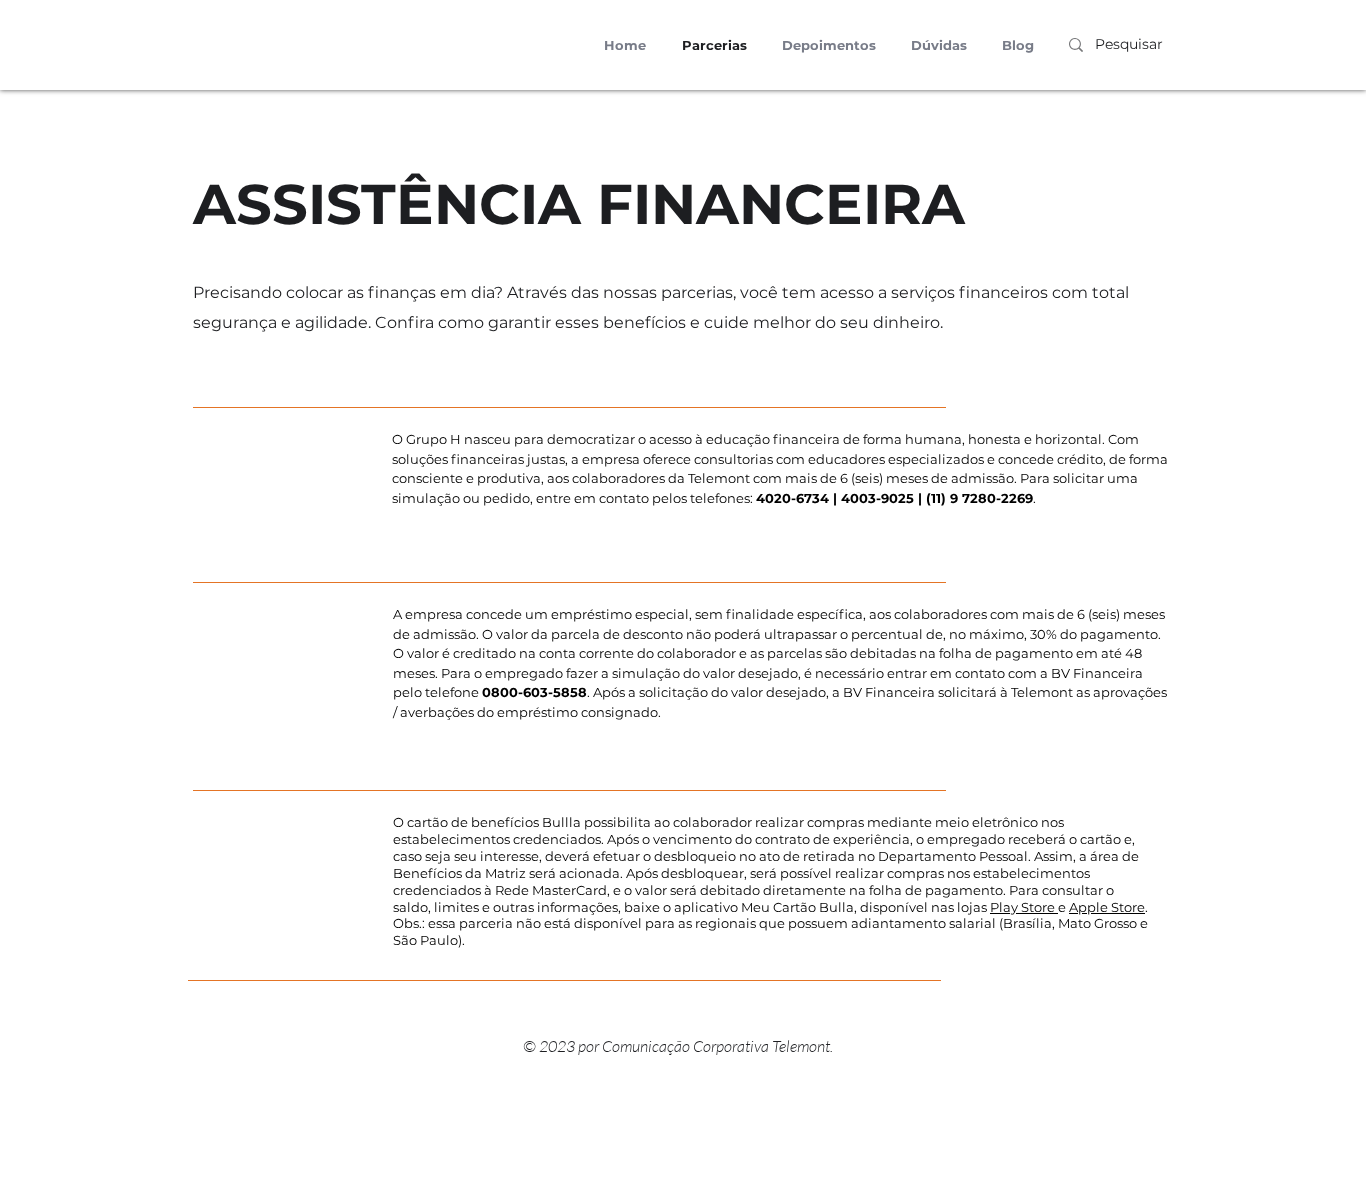 Home
Parcerias
Depoimentos
Dúvidas
Blog
Pesquisar
ASSISTÊNCIA FINANCEIRA
Precisando colocar as finanças em dia? Através das nossas parcerias, você tem acesso a serviços financeiros com total
segurança e agilidade. Confira como garantir esses benefícios e cuide melhor do seu dinheiro.
O Grupo H nasceu para democratizar o acesso à educação financeira de forma humana, honesta e horizontal. Com
soluções financeiras justas, a empresa oferece consultorias com educadores especializados e concede crédito, de forma
consciente e produtiva, aos colaboradores da Telemont com mais de 6 (seis) meses de admissão. Para solicitar uma
simulação ou pedido, entre em contato pelos telefones: 4020-6734 | 4003-9025 | (11) 9 7280-2269.
A empresa concede um empréstimo especial, sem finalidade específica, aos colaboradores com mais de 6 (seis) meses
de admissão. O valor da parcela de desconto não poderá ultrapassar o percentual de, no máximo, 30% do pagamento.
O valor é creditado na conta corrente do colaborador e as parcelas são debitadas na folha de pagamento em até 48
meses. Para o empregado fazer a simulação do valor desejado, é necessário entrar em contato com a BV Financeira
pelo telefone 0800-603-5858. Após a solicitação do valor desejado, a BV Financeira solicitará à Telemont as aprovações
/ averbações do empréstimo consignado.
O cartão de benefícios Bullla possibilita ao colaborador realizar compras mediante meio eletrônico nos
estabelecimentos credenciados. Após o vencimento do contrato de experiência, o empregado receberá o cartão e,
caso seja seu interesse, deverá efetuar o desbloqueio no ato de retirada no Departamento Pessoal. Assim, a área de
Benefícios da Matriz será acionada. Após desbloquear, será possível realizar compras nos estabelecimentos
credenciados à Rede MasterCard, e o valor será debitado diretamente na folha de pagamento. Para consultar o
saldo, limites e outras informações, baixe o aplicativo Meu Cartão Bulla, disponível nas lojas Play Store e Apple Store.
Obs.: essa parceria não está disponível para as regionais que possuem adiantamento salarial (Brasília, Mato Grosso e
São Paulo).
© 2023 por Comunicação Corporativa Telemont.